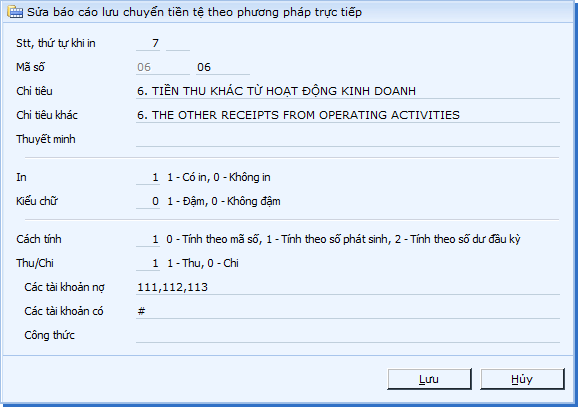 Sửa báo cáo lưu chuyển tiền tệ theo phương pháp trực tiếp
Stt, thứ tự khi in 7
Mã số 06 06
Chỉ tiêu 6. TIỀN THU KHÁC TỪ HOẠT ĐỘNG KINH DOANH
Chỉ tiêu khác 6. THE OTHER RECEIPTS FROM OPERATING ACTIVITIES
Thuyết minh
In 1 1 - Có in, 0 - Không in
Kiểu chữ 0 1 - Đậm, 0 - Không đậm
Cách tính 1 0 - Tính theo mã số, 1 - Tính theo số phát sinh, 2 - Tính theo số dư đầu kỳ
Thu/Chi 1 1 - Thu, 0 - Chi
Các tài khoản nợ 111,112,113
Các tài khoản có #
Công thức
Lưu Hủy